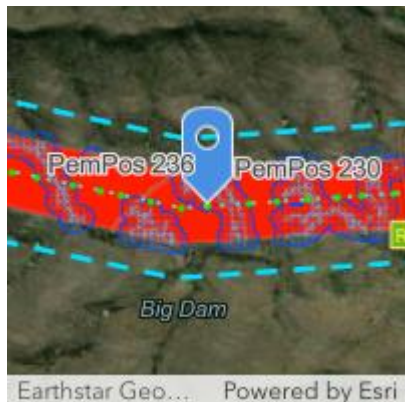 PemPos 236
PemPos 230
R
Big Dam
Earthstar Geo...
Powered by Esri